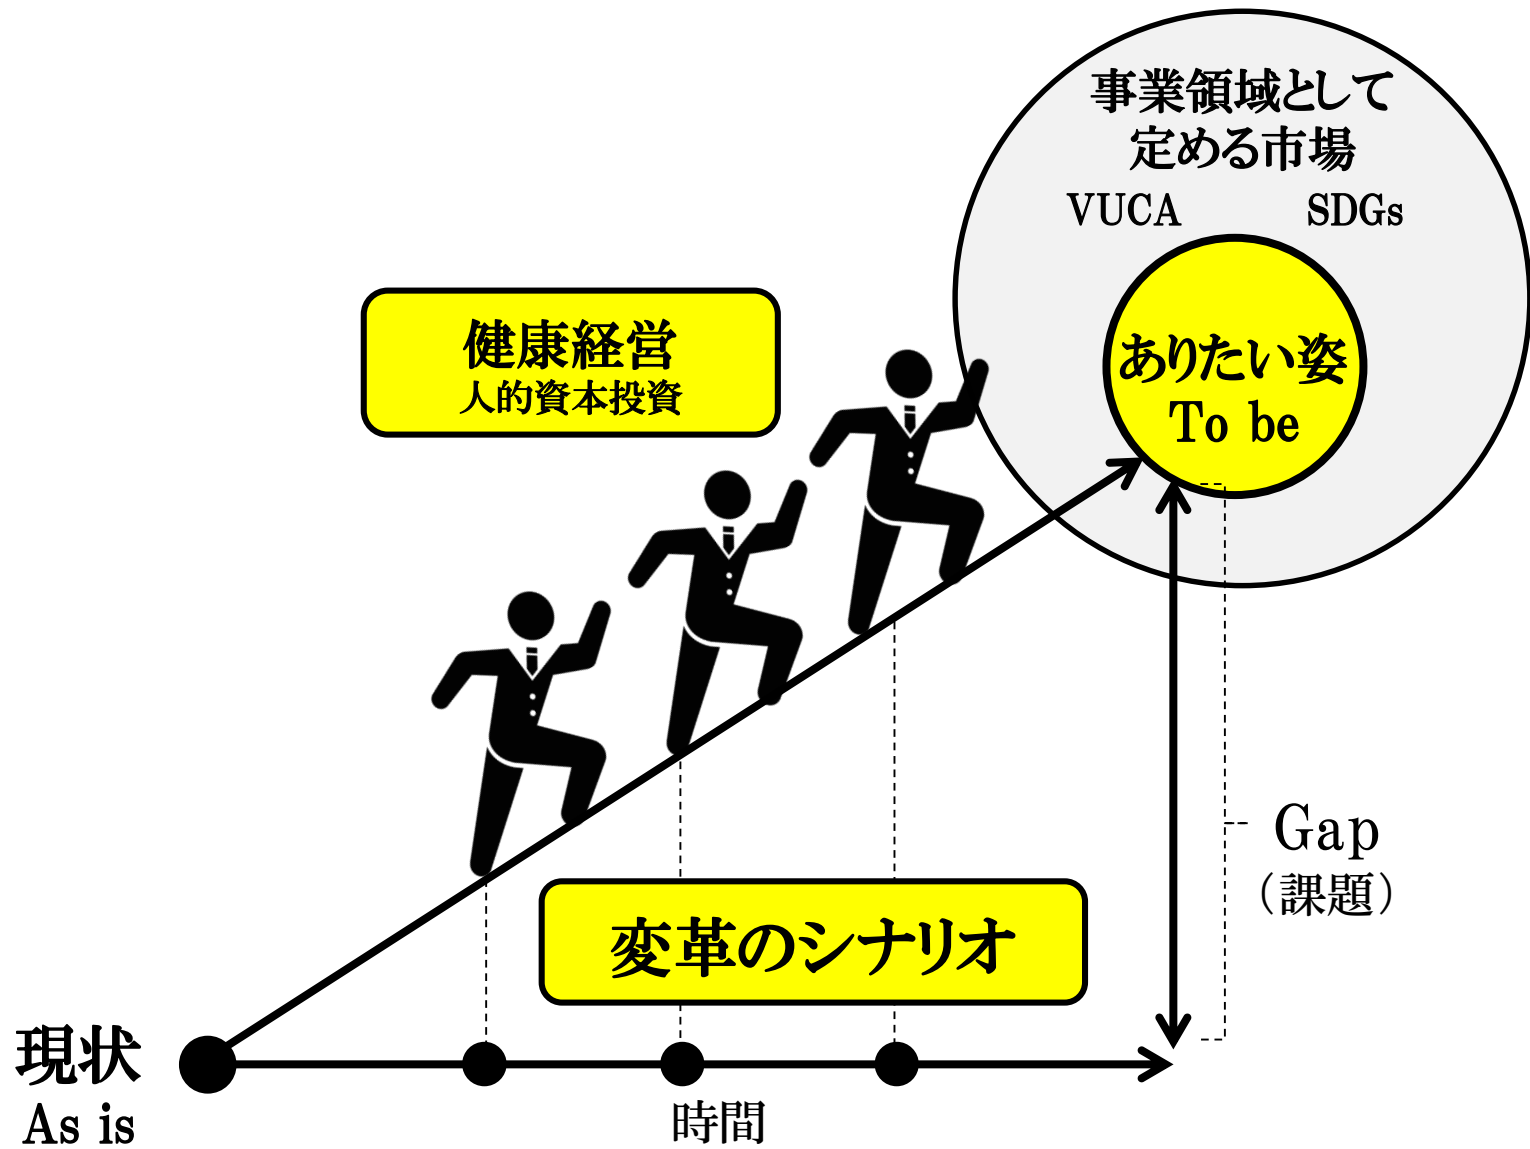 事業領域として
定める市場
VUCA
SDGs
ありたい姿
To be
健康経営
人的資本投資
Gap
（課題）
変革のシナリオ
現状
As is
時間